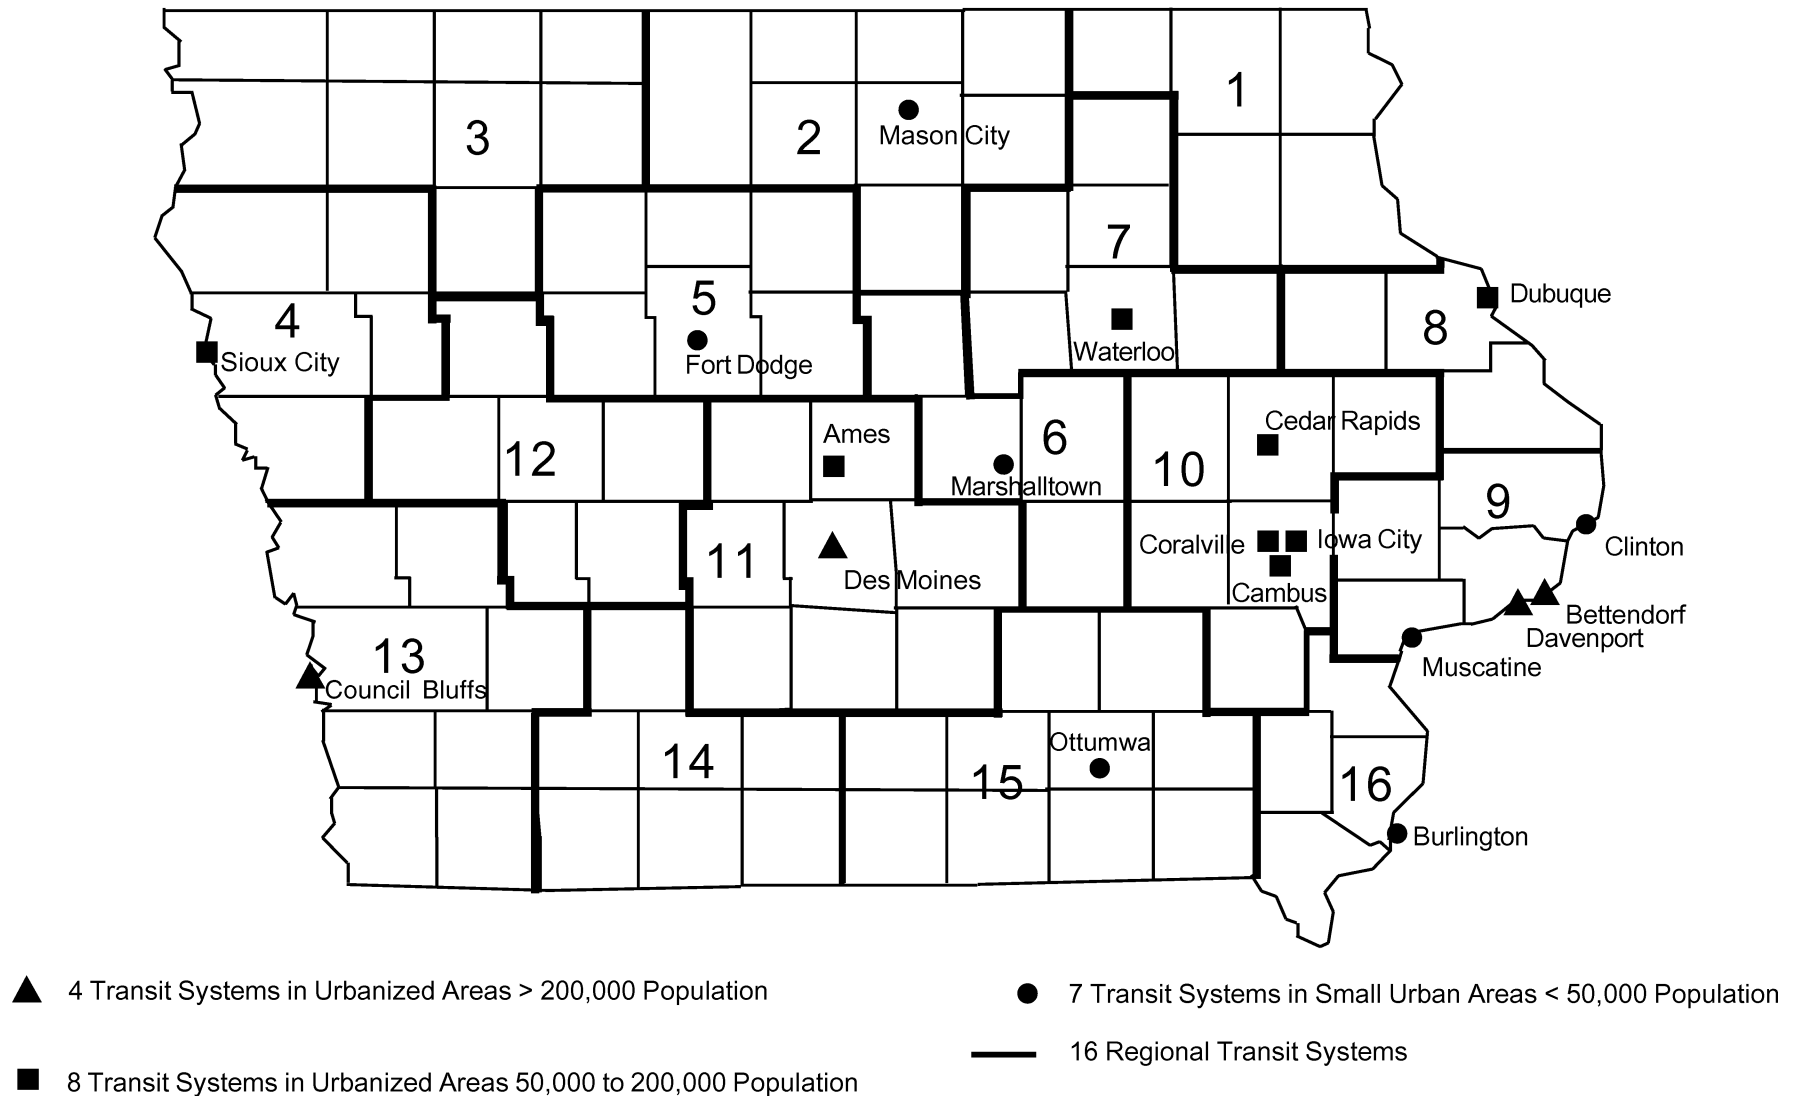 1
3
2
Mason City
7
5
4
Dubuque
8
Sioux City
Fort Dodge
Waterloo
Ames
6
Cedar Rapids
12
10
Marshalltown
9
11
Coralville
Iowa City
Clinton
Des Moines
Cambus
Bettendorf
Davenport
13
Muscatine
Council Bluffs
Ottumwa
14
15
16
Burlington
4 Transit Systems in Urbanized Areas > 200,000 Population
7 Transit Systems in Small Urban Areas < 50,000 Population
16 Regional Transit Systems
8 Transit Systems in Urbanized Areas 50,000 to 200,000 Population